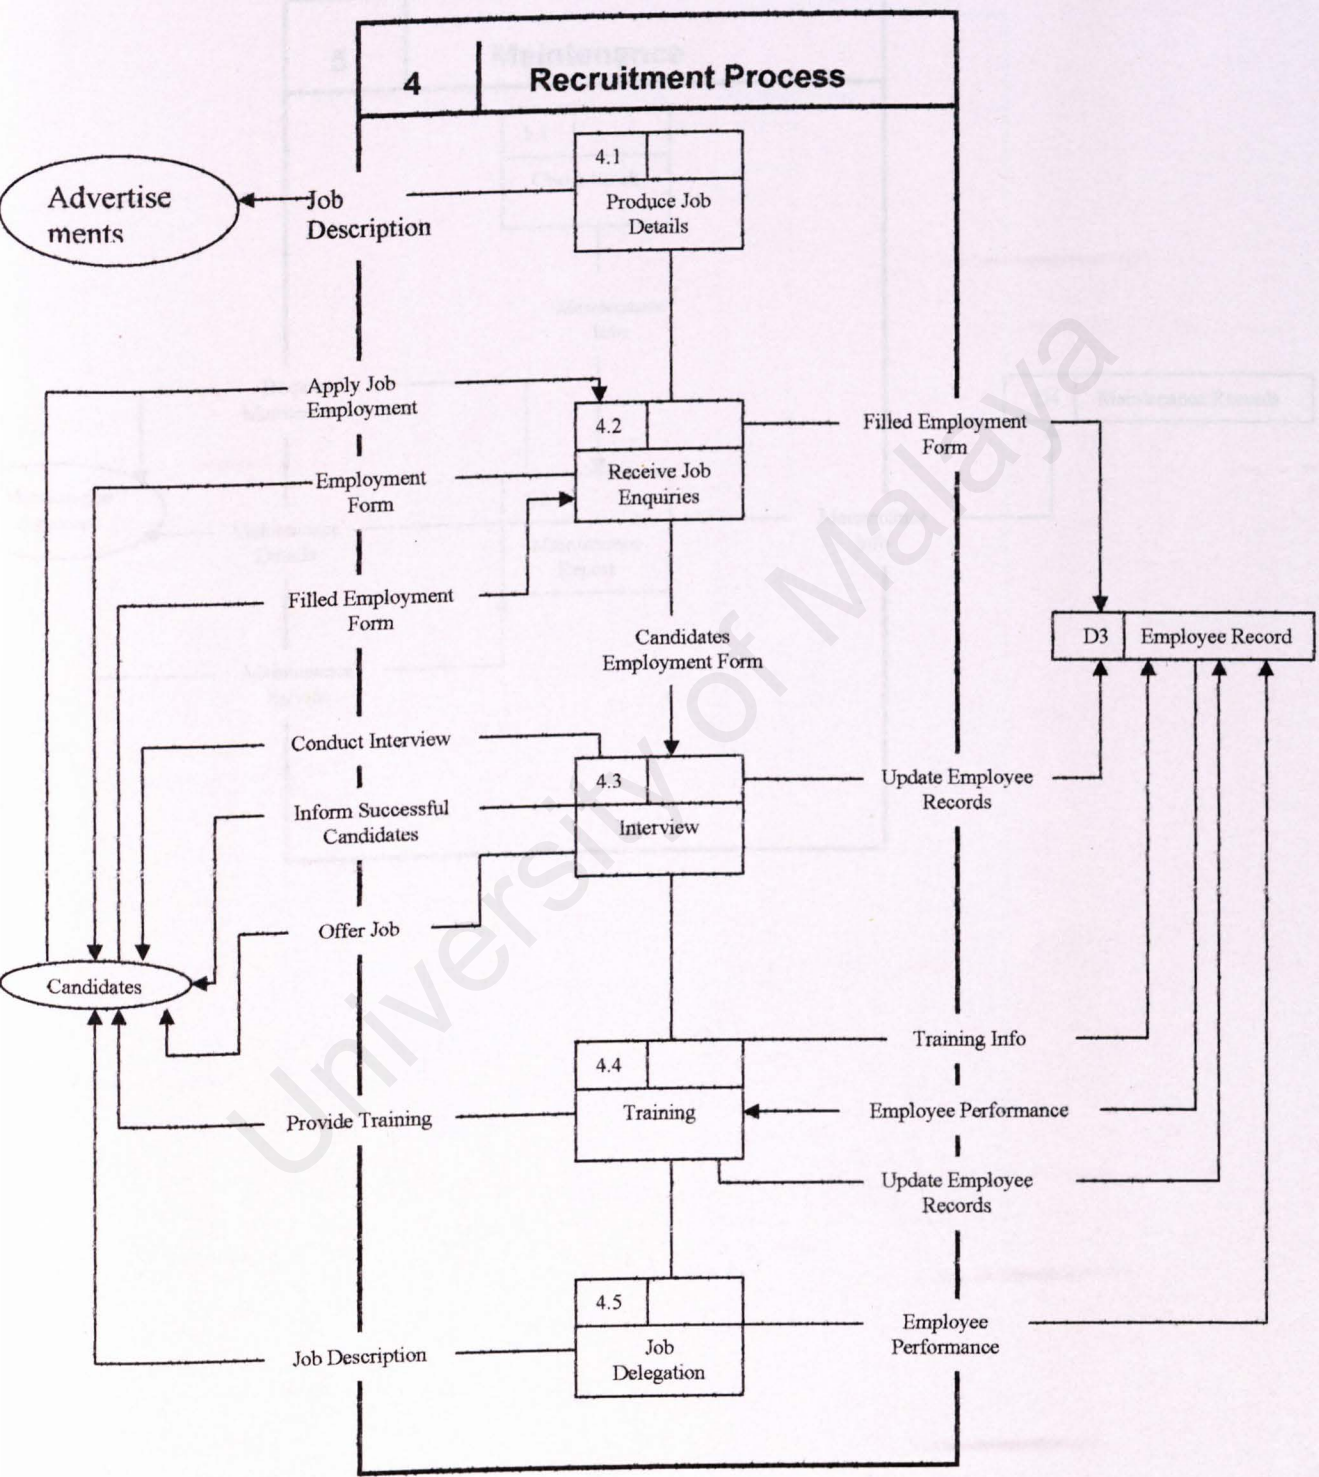 4
Recruitment Process
4.1
Produce Job
Details
Advertise
ments
Job
Description
Apply Job
Employment
4.2
Receive Job
Enquiries
Filled Employment
Form
Employment
Form
Filled Employment
Form
Candidates
Employment Form
D3
Employee Record
Conduct Interview
4.3
Interview
Update Employee
Records
Inform Successful
Candidates
Offer Job
Candidates
4.4
Training
Training Info
Provide Training
Employee Performance
Update Employee
Records
4.5
Job
Delegation
Job Description
Employee
Performance
University of Malaya
Maintenance
Maintenance Records